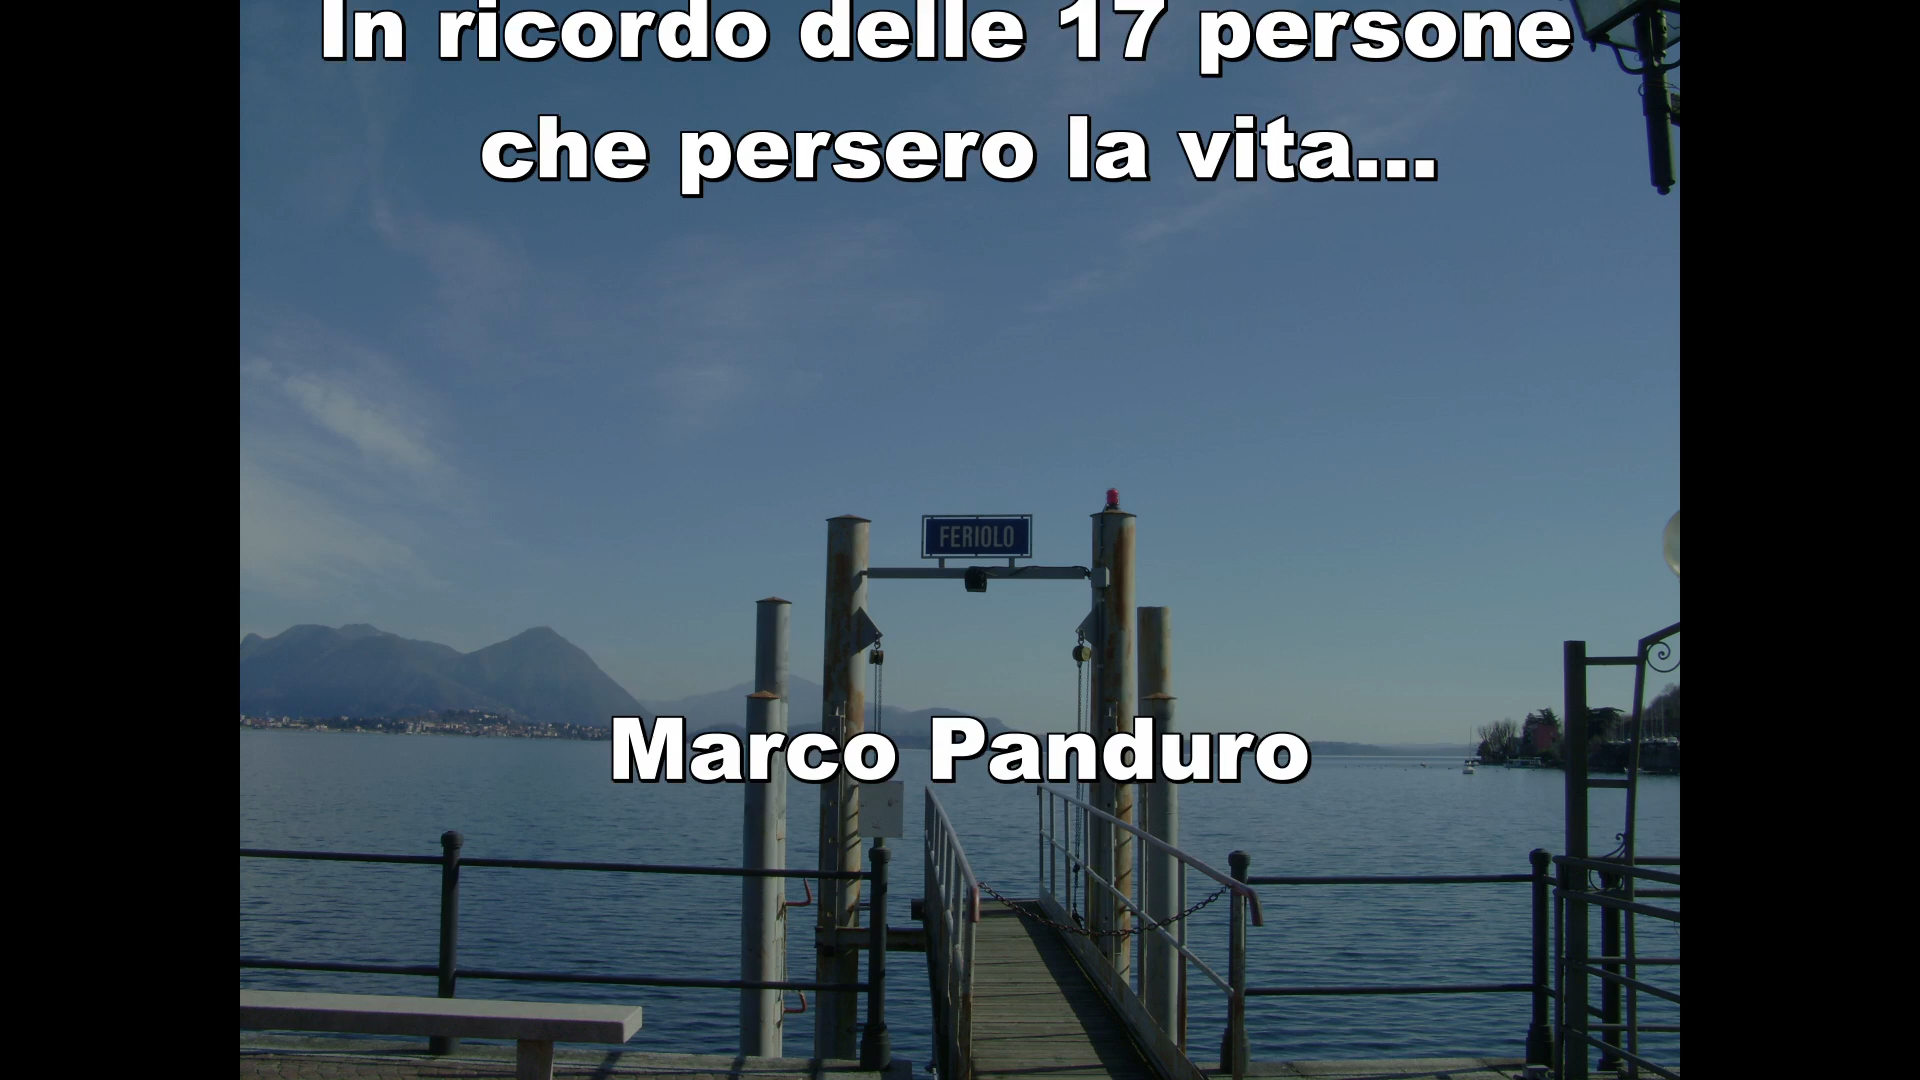 In ricordo delle 17 persone
che persero la vita...
FERIOLO
Marco Panduro